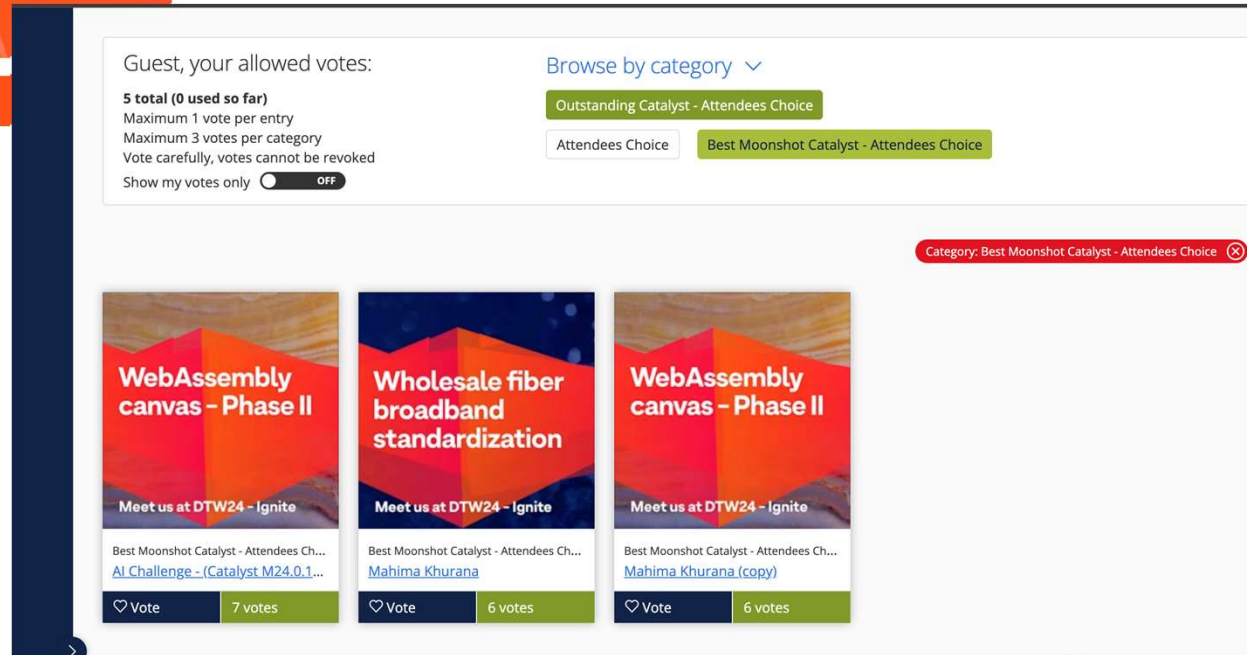 Guest, your allowed votes:
5 total (0 used so far)
Maximum 1 vote per entry
Maximum 3 votes per category
Vote carefully, votes cannot be revoked
Show my votes only OFF
Browse by category
Outstanding Catalyst - Attendees Choice
Attendees Choice Best Moonshot Catalyst - Attendees Choice
Category: Best Moonshot Catalyst - Attendees Choice
WebAssembly
canvas – Phase II
Meet us at DTW24 – Ignite
Best Moonshot Catalyst - Attendees Ch...
AI Challenge - (Catalyst M24.0.1...
Vote 7 votes
Wholesale fiber
broadband
standardization
Meet us at DTW24 – Ignite
Best Moonshot Catalyst - Attendees Ch...
Mahima Khurana
Vote 6 votes
WebAssembly
canvas – Phase II
Meet us at DTW24 – Ignite
Best Moonshot Catalyst - Attendees Ch...
Mahima Khurana (copy)
Vote 6 votes